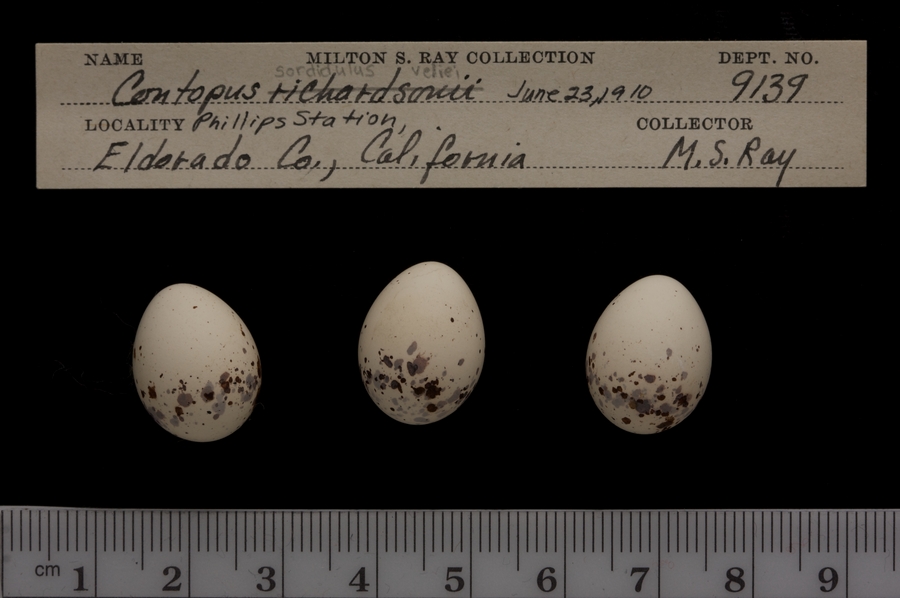 NAME MILTON S. RAY COLLECTION DEPT. NO.
sordidulus veliei
Contopus richardsonii June 23, 1910 9139
LOCALITY Phillips Station, COLLECTOR
Eldorado Co., California M. S. Ray
cm 1 2 3 4 5 6 7 8 9